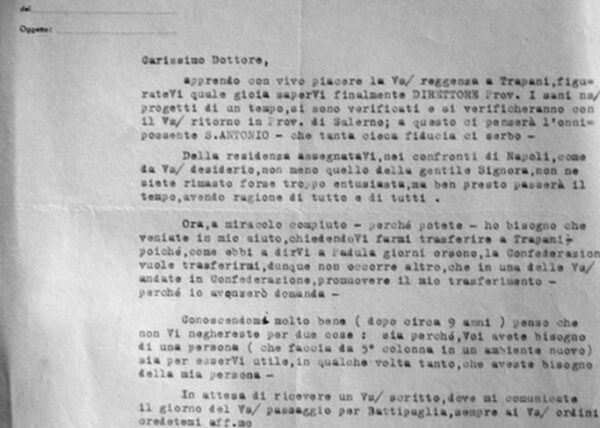 del
Oggetto:
Carissimo Dottore,
apprendo con vivo piacere la Vs/ reggenza a Trapani,figu-
rateVi quale gioia saperVi finalmente DIRETTORE Prov. I sani ns/
progetti di un tempo,si sono verificati e si verificheranno con
il Vs/ ritorno in Prov. di Salerno; a questo ci penserà l'onni=
possente S.ANTONIO - che tanta cieca fiducia ci serbo -
Della residenza assegnataVi,nei confronti di Napoli,come
da Vs/ desiderio,non meno quello della gentile Signora,non ne
siete rimasto forse troppo entusiasta,ma ben presto passerà il
tempo,avendo ragione di tutto e di tutti .
Ora,a miracolo compiuto - perché potete - ho bisogno che
veniate in mio aiuto,chiedendoVi farmi trasferire a Trapani-
poiché,come ebbi a dirVi a Padula giorni orsono,la Confederazion
vuole trasferirmi,dunque non occorre altro,che in una delle Vs/
andate in Confederazione,promuovere il mio trasferimento -
perché io avanzerò domanda -
Conoscendomi molto bene ( dopo circa 9 anni ) penso che
non Vi neghereste per due cose : sia perché,Voi avete bisogno
di una persona ( che faccia da 5° colonna in un ambiente nuovo)
sia per esserVi utile,in qualche volta tanto,che aveste bisogno
della mia persona -
In attesa di ricevere un Vs/ scritto,dove mi comunicate
il giorno del Vs/ passaggio per Battipaglia,sempre ai Vs/ ordini
credetemi aff.mo